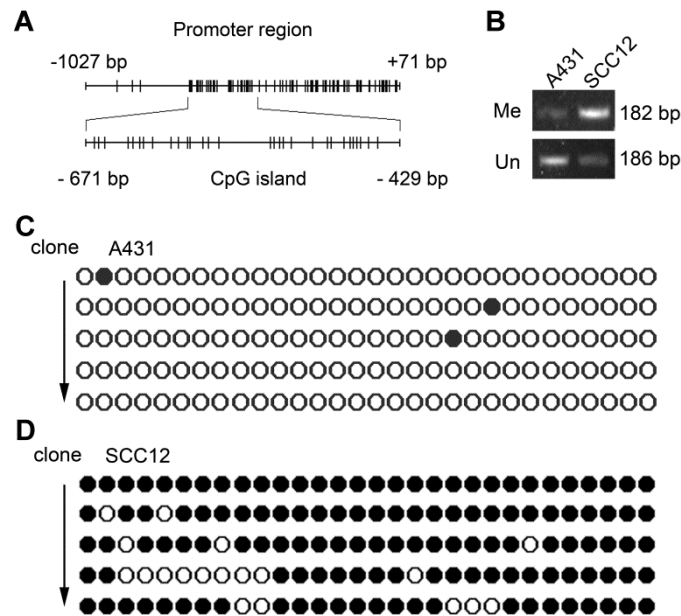 A
Promoter region
-1027 bp
+71 bp
- 671 bp
CpG island
- 429 bp
B
A431
SCC12
Me
182 bp
Un
186 bp
C
clone
A431
D
clone
SCC12